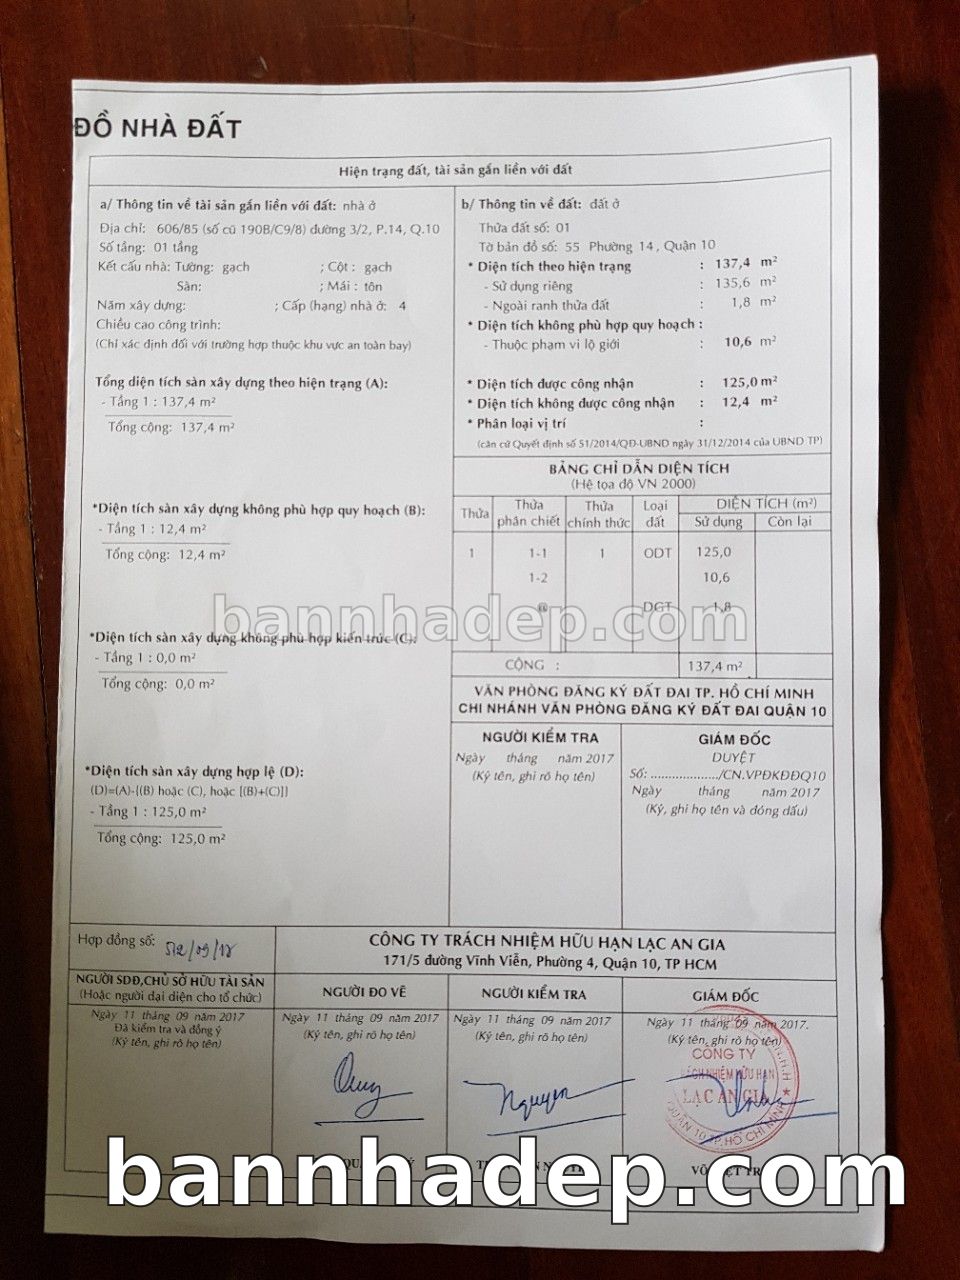 ĐỒ NHÀ ĐẤT
Hiện trạng đất, tài sản gắn liền với đất
a/ Thông tin về tài sản gắn liền với đất: nhà ở
Địa chỉ: 606/85 (số cũ 190B/C9/8) đường 3/2, P.14, Q.10
Số tầng: 01 tầng
Kết cấu nhà: Tường: gạch ; Cột : gạch
Sàn: ; Mái : tôn
Năm xây dựng: ; Cấp (hạng) nhà ở: 4
Chiều cao công trình:
(Chỉ xác định đối với trường hợp thuộc khu vực an toàn bay)
Tổng diện tích sàn xây dựng theo hiện trạng (A):
- Tầng 1 : 137,4 m²
Tổng cộng: 137,4 m²
*Diện tích sàn xây dựng không phù hợp quy hoạch (B):
- Tầng 1 : 12,4 m²
Tổng cộng: 12,4 m²
*Diện tích sàn xây dựng không phù hợp kiến trúc (C):
- Tầng 1 : 0,0 m²
Tổng cộng: 0,0 m²
*Diện tích sàn xây dựng hợp lệ (D):
(D)=(A)-[(B) hoặc (C), hoặc [(B)+(C)]]
- Tầng 1 : 125,0 m²
Tổng cộng: 125,0 m²
b/ Thông tin về đất: đất ở
Thửa đất số: 01
Tờ bản đồ số: 55 Phường 14, Quận 10
* Diện tích theo hiện trạng : 137,4 m²
- Sử dụng riêng : 135,6 m²
- Ngoài ranh thửa đất : 1,8 m²
* Diện tích không phù hợp quy hoạch :
- Thuộc phạm vi lộ giới : 10,6 m²
* Diện tích được công nhận : 125,0 m²
* Diện tích không được công nhận : 12,4 m²
* Phân loại vị trí :
(căn cứ Quyết định số 51/2014/QĐ-UBND ngày 31/12/2014 của UBND TP)
BẢNG CHỈ DẪN DIỆN TÍCH
(Hệ tọa độ VN 2000)
Thửa Thửa phân chiết Thửa chính thức Loại đất DIỆN TÍCH (m²)
Sử dụng Còn lại
1 1-1 1 ODT 125,0
1-2 10,6
@ DGT 1,8
bannhadep.com
CỘNG : 137,4 m²
VĂN PHÒNG ĐĂNG KÝ ĐẤT ĐAI TP. HỒ CHÍ MINH
CHI NHÁNH VĂN PHÒNG ĐĂNG KÝ ĐẤT ĐAI QUẬN 10
NGƯỜI KIỂM TRA
Ngày tháng năm 2017
(Ký tên, ghi rõ họ tên)
GIÁM ĐỐC
DUYỆT
Số: .................../CN.VPĐKĐĐQ10
Ngày tháng năm 2017
(Ký, ghi họ tên và đóng dấu)
Hợp đồng số: 512/09/17
CÔNG TY TRÁCH NHIỆM HỮU HẠN LẠC AN GIA
171/5 đường Vĩnh Viễn, Phường 4, Quận 10, TP HCM
NGƯỜI SDĐ,CHỦ SỞ HỮU TÀI SẢN
(Hoặc người đại diện cho tổ chức)
Ngày 11 tháng 09 năm 2017
Đã kiểm tra và đồng ý
(Ký tên, ghi rõ họ tên)
NGƯỜI ĐO VẼ
Ngày 11 tháng 09 năm 2017
(Ký tên, ghi rõ họ tên)
NGƯỜI KIỂM TRA
Ngày 11 tháng 09 năm 2017
(Ký tên, ghi rõ họ tên)
Nguyen
GIÁM ĐỐC
Ngày 11 tháng 09 năm 2017.
(Ký tên, ghi rõ họ tên)
CÔNG TY
TRÁCH NHIỆM HỮU HẠN
LẠC AN GIA
QUẬN 10 T.P. HỒ CHÍ MINH
bannhadep.com